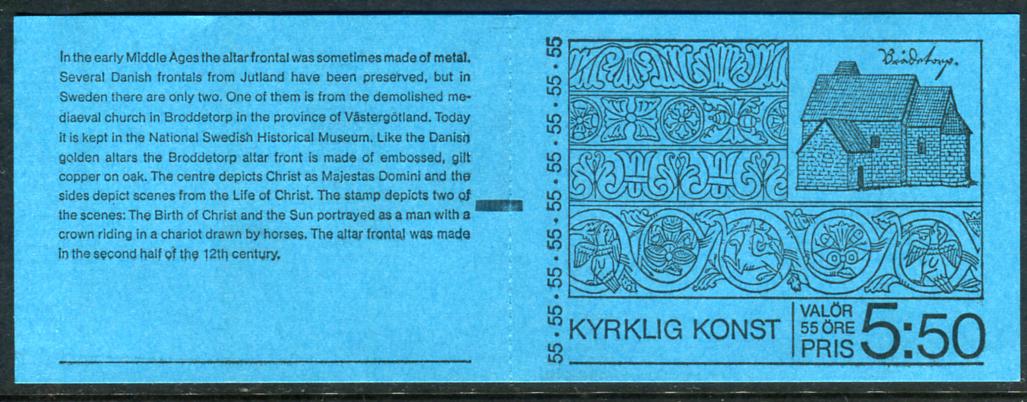 In the early Middle Ages the altar frontal was sometimes made of metal.
Several Danish frontals from Jutland have been preserved, but in
Sweden there are only two. One of them is from the demolished me-
diaeval church in Broddetorp in the province of Västergötland. Today
it is kept in the National Swedish Historical Museum. Like the Danish
golden altars the Broddetorp altar front is made of embossed, gilt
copper on oak. The centre depicts Christ as Majestas Domini and the
sides depict scenes from the Life of Christ. The stamp depicts two of
the scenes: The Birth of Christ and the Sun portrayed as a man with a
crown riding in a chariot drawn by horses. The altar frontal was made
in the second half of the 12th century.
55 · 55 · 55 · 55 · 55 · 55 · 55 · 55 · 55 · 55
KYRKLIG KONST
VALÖR
55 ÖRE
PRIS
5:50